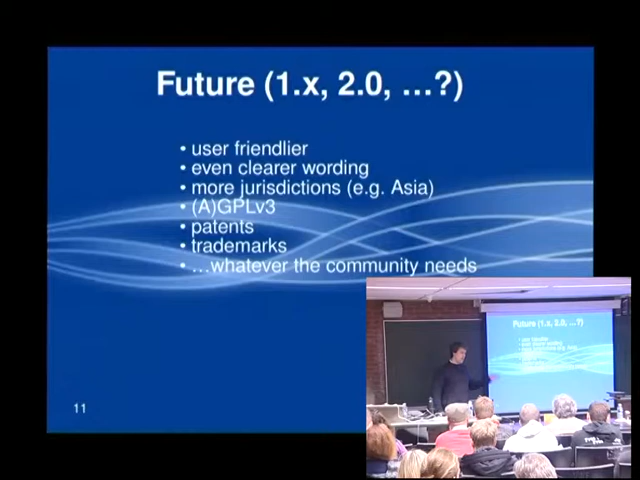 Future (1.x, 2.0, …?)
• user friendlier
• even clearer wording
• more jurisdictions (e.g. Asia)
• (A)GPLv3
• patents
• trademarks
• …whatever the community needs
11
Future (1.x, 2.0, ...?)